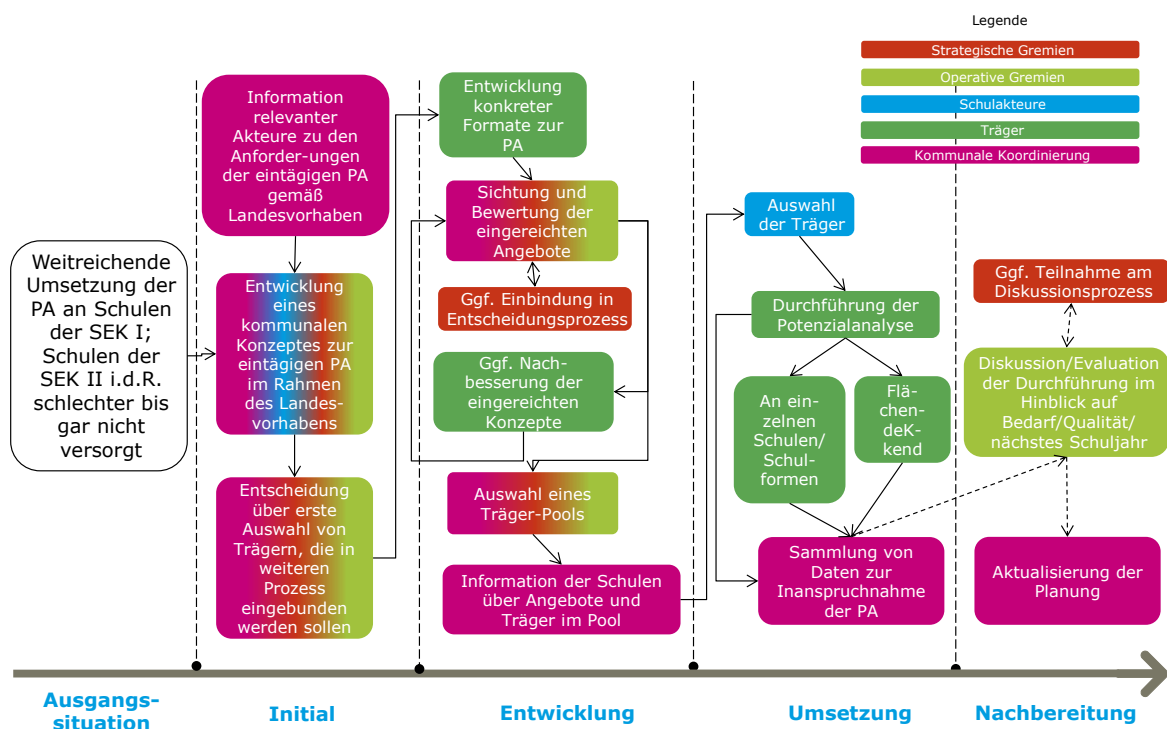 Legende
Strategische Gremien
Operative Gremien
Schulakteure
Träger
Kommunale Koordinierung
Weitreichende
Umsetzung der
PA an Schulen
der SEK I;
Schulen der
SEK II i.d.R.
schlechter bis
gar nicht
versorgt
Information
relevanter
Akteure zu den
Anforder-ungen
der eintägigen PA
gemäß
Landesvorhaben
Entwicklung
eines
kommunalen
Konzeptes zur
eintägigen PA
im Rahmen
des Landes-
vorhabens
Entscheidung
über erste
Auswahl von
Trägern, die in
weiteren
Prozess
eingebunden
werden sollen
Entwicklung
konkreter
Formate zur
PA
Sichtung und
Bewertung der
eingereichten
Angebote
Ggf. Einbindung in
Entscheidungsprozess
Ggf. Nach-
besserung der
eingereichten
Konzepte
Auswahl eines
Träger-Pools
Information der Schulen
über Angebote und
Träger im Pool
Auswahl
der Träger
Durchführung der
Potenzialanalyse
An ein-
zelnen
Schulen/
Schul-
formen
Flä-
chen-
deKkend
Sammlung von
Daten zur
Inanspruchnahme
der PA
Ggf. Teilnahme am
Diskussionsprozess
Diskussion/Evaluation
der Durchführung im
Hinblick auf
Bedarf/Qualität/
nächstes Schuljahr
Aktualisierung der
Planung
Ausgangs-
situation
Initial
Entwicklung
Umsetzung
Nachbereitung